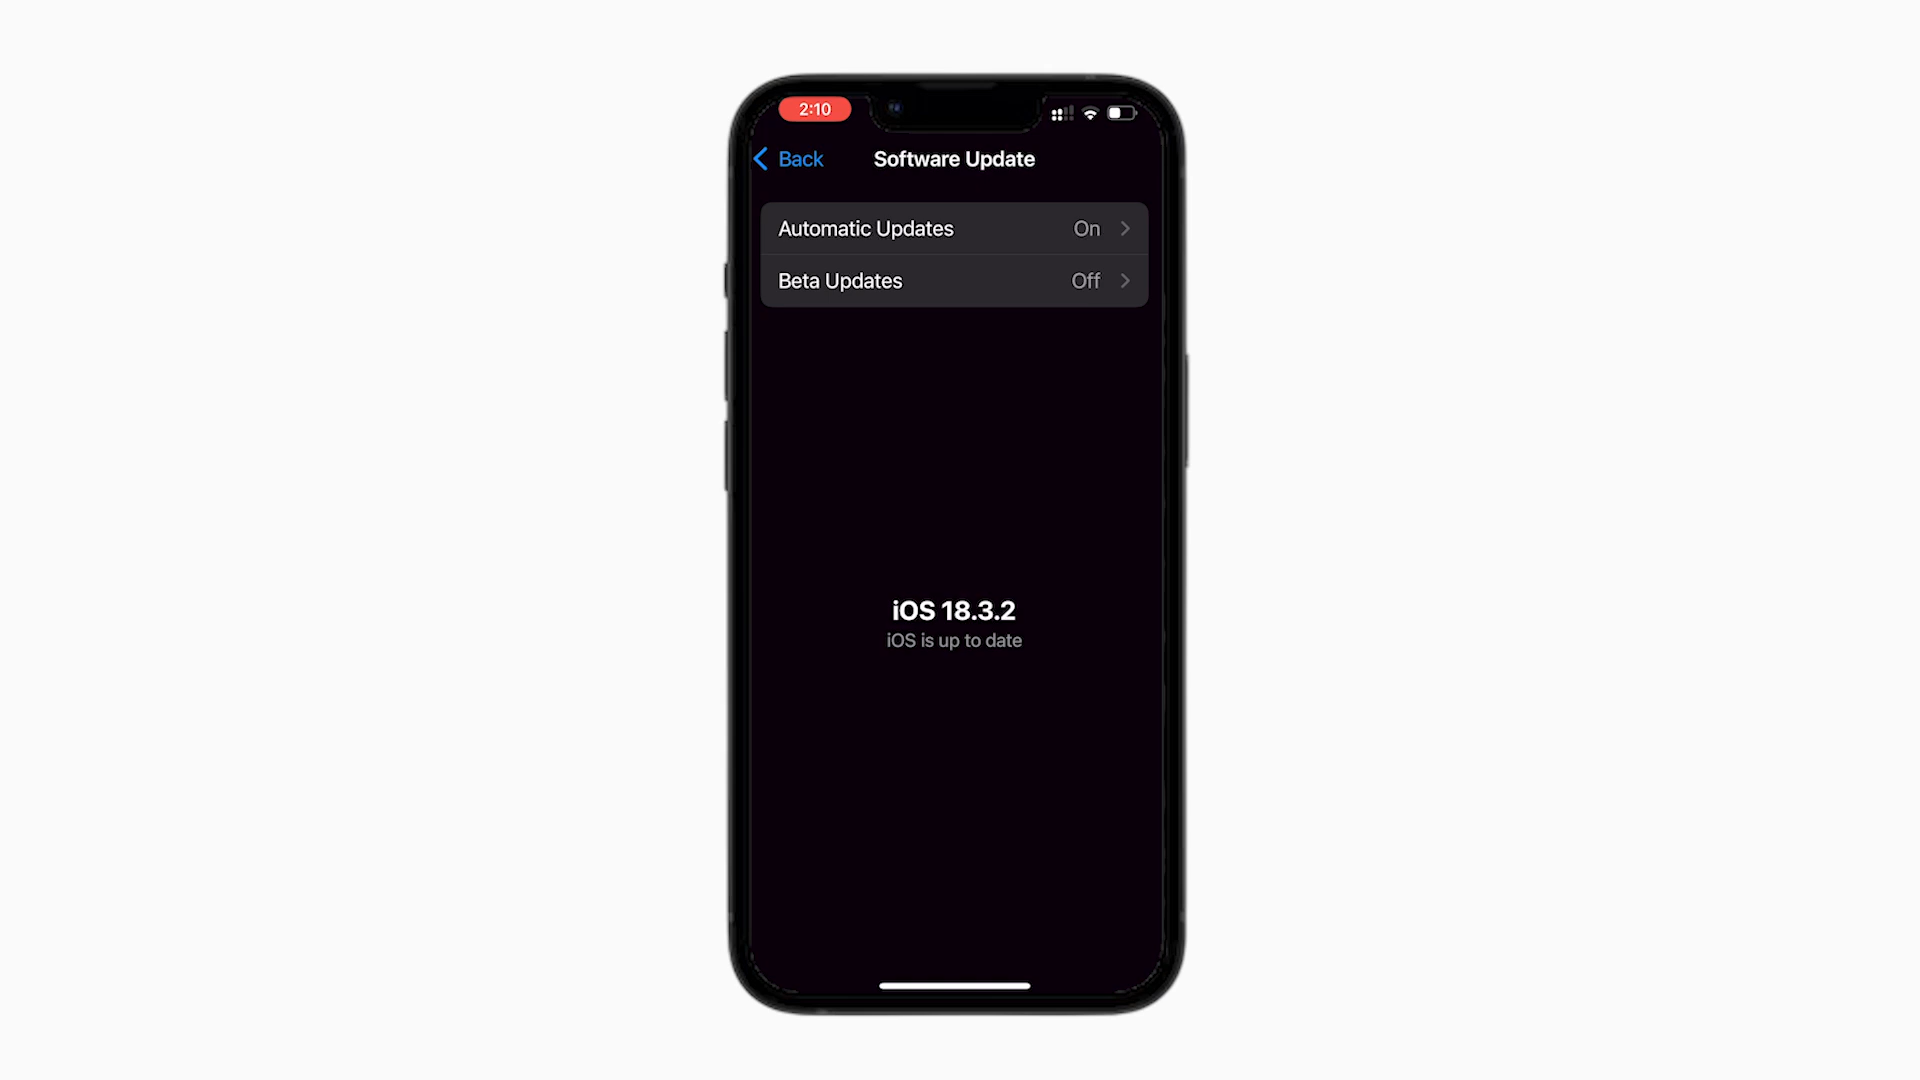 2:10
Back
Software Update
Automatic Updates On
Beta Updates Off
iOS 18.3.2
iOS is up to date